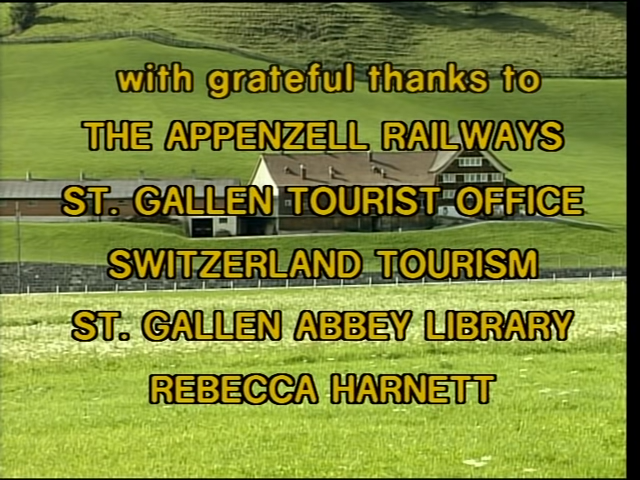 with grateful thanks to
THE APPENZELL RAILWAYS
ST. GALLEN TOURIST OFFICE
SWITZERLAND TOURISM
ST. GALLEN ABBEY LIBRARY
REBECCA HARNETT